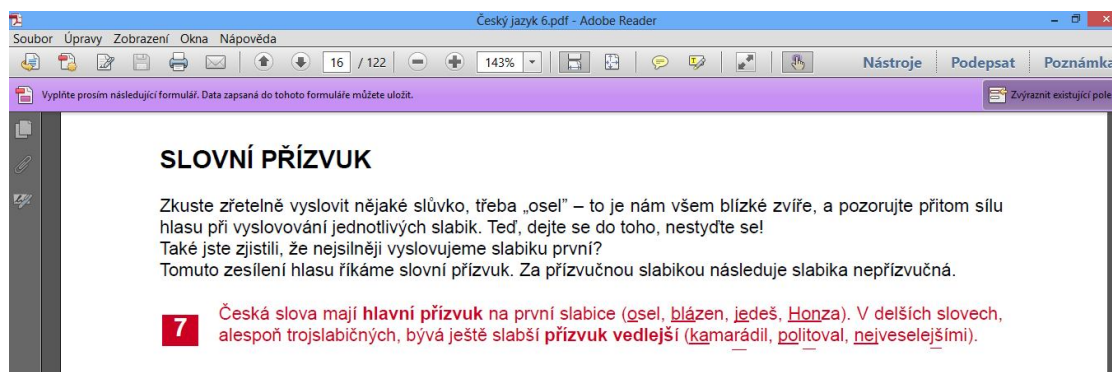 Český jazyk 6.pdf - Adobe Reader
Soubor Úpravy Zobrazení Okna Nápověda
16 / 122 143% Nástroje Podepsat Poznámka
Vyplňte prosím následující formulář. Data zapsaná do tohoto formuláře můžete uložit. Zvýraznit existující pole
SLOVNÍ PŘÍZVUK
Zkuste zřetelně vyslovit nějaké slůvko, třeba „osel” – to je nám všem blízké zvíře, a pozorujte přitom sílu
hlasu při vyslovování jednotlivých slabik. Teď, dejte se do toho, nestyďte se!
Také jste zjistili, že nejsilněji vyslovujeme slabiku první?
Tomuto zesílení hlasu říkáme slovní přízvuk. Za přízvučnou slabikou následuje slabika nepřízvučná.
7 Česká slova mají hlavní přízvuk na první slabice (osel, blázen, jedeš, Honza). V delších slovech,
alespoň trojslabičných, bývá ještě slabší přízvuk vedlejší (kamarádil, politoval, nejveselejšími).